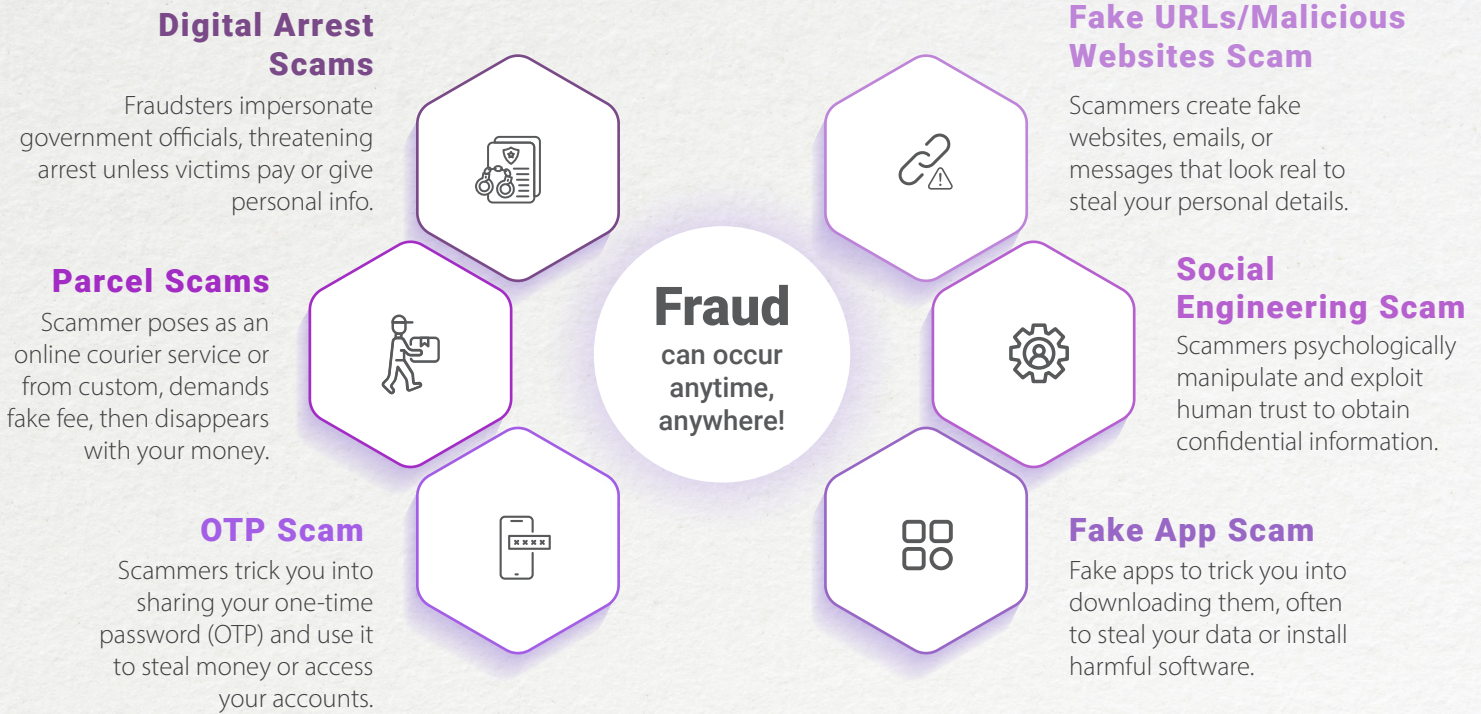 Digital Arrest
Scams
Fraudsters impersonate
government officials, threatening
arrest unless victims pay or give
personal info.
Parcel Scams
Scammer poses as an
online courier service or
from custom, demands
fake fee, then disappears
with your money.
OTP Scam
Scammers trick you into
sharing your one-time
password (OTP) and use it
to steal money or access
your accounts.
Fraud
can occur
anytime,
anywhere!
Fake URLs/Malicious
Websites Scam
Scammers create fake
websites, emails, or
messages that look real to
steal your personal details.
Social
Engineering Scam
Scammers psychologically
manipulate and exploit
human trust to obtain
confidential information.
Fake App Scam
Fake apps to trick you into
downloading them, often
to steal your data or install
harmful software.